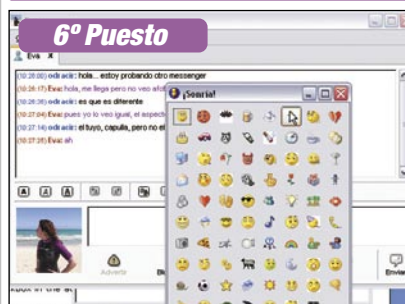 6º Puesto
Eva X
(10:26:00) odracir: hola... estoy probando otro messenger
(10:26:17) Eva: hola, me llega pero no veo
(10:26:36) odracir: es que es diferente
(10:27:04) Eva: pues yo lo veo igual, el aspect
(10:27:14) odracir: el tuyo, capulla, pero no el
(10:27:25) Eva: ah
¡Sonría!
A A A
Advertir
Enviar